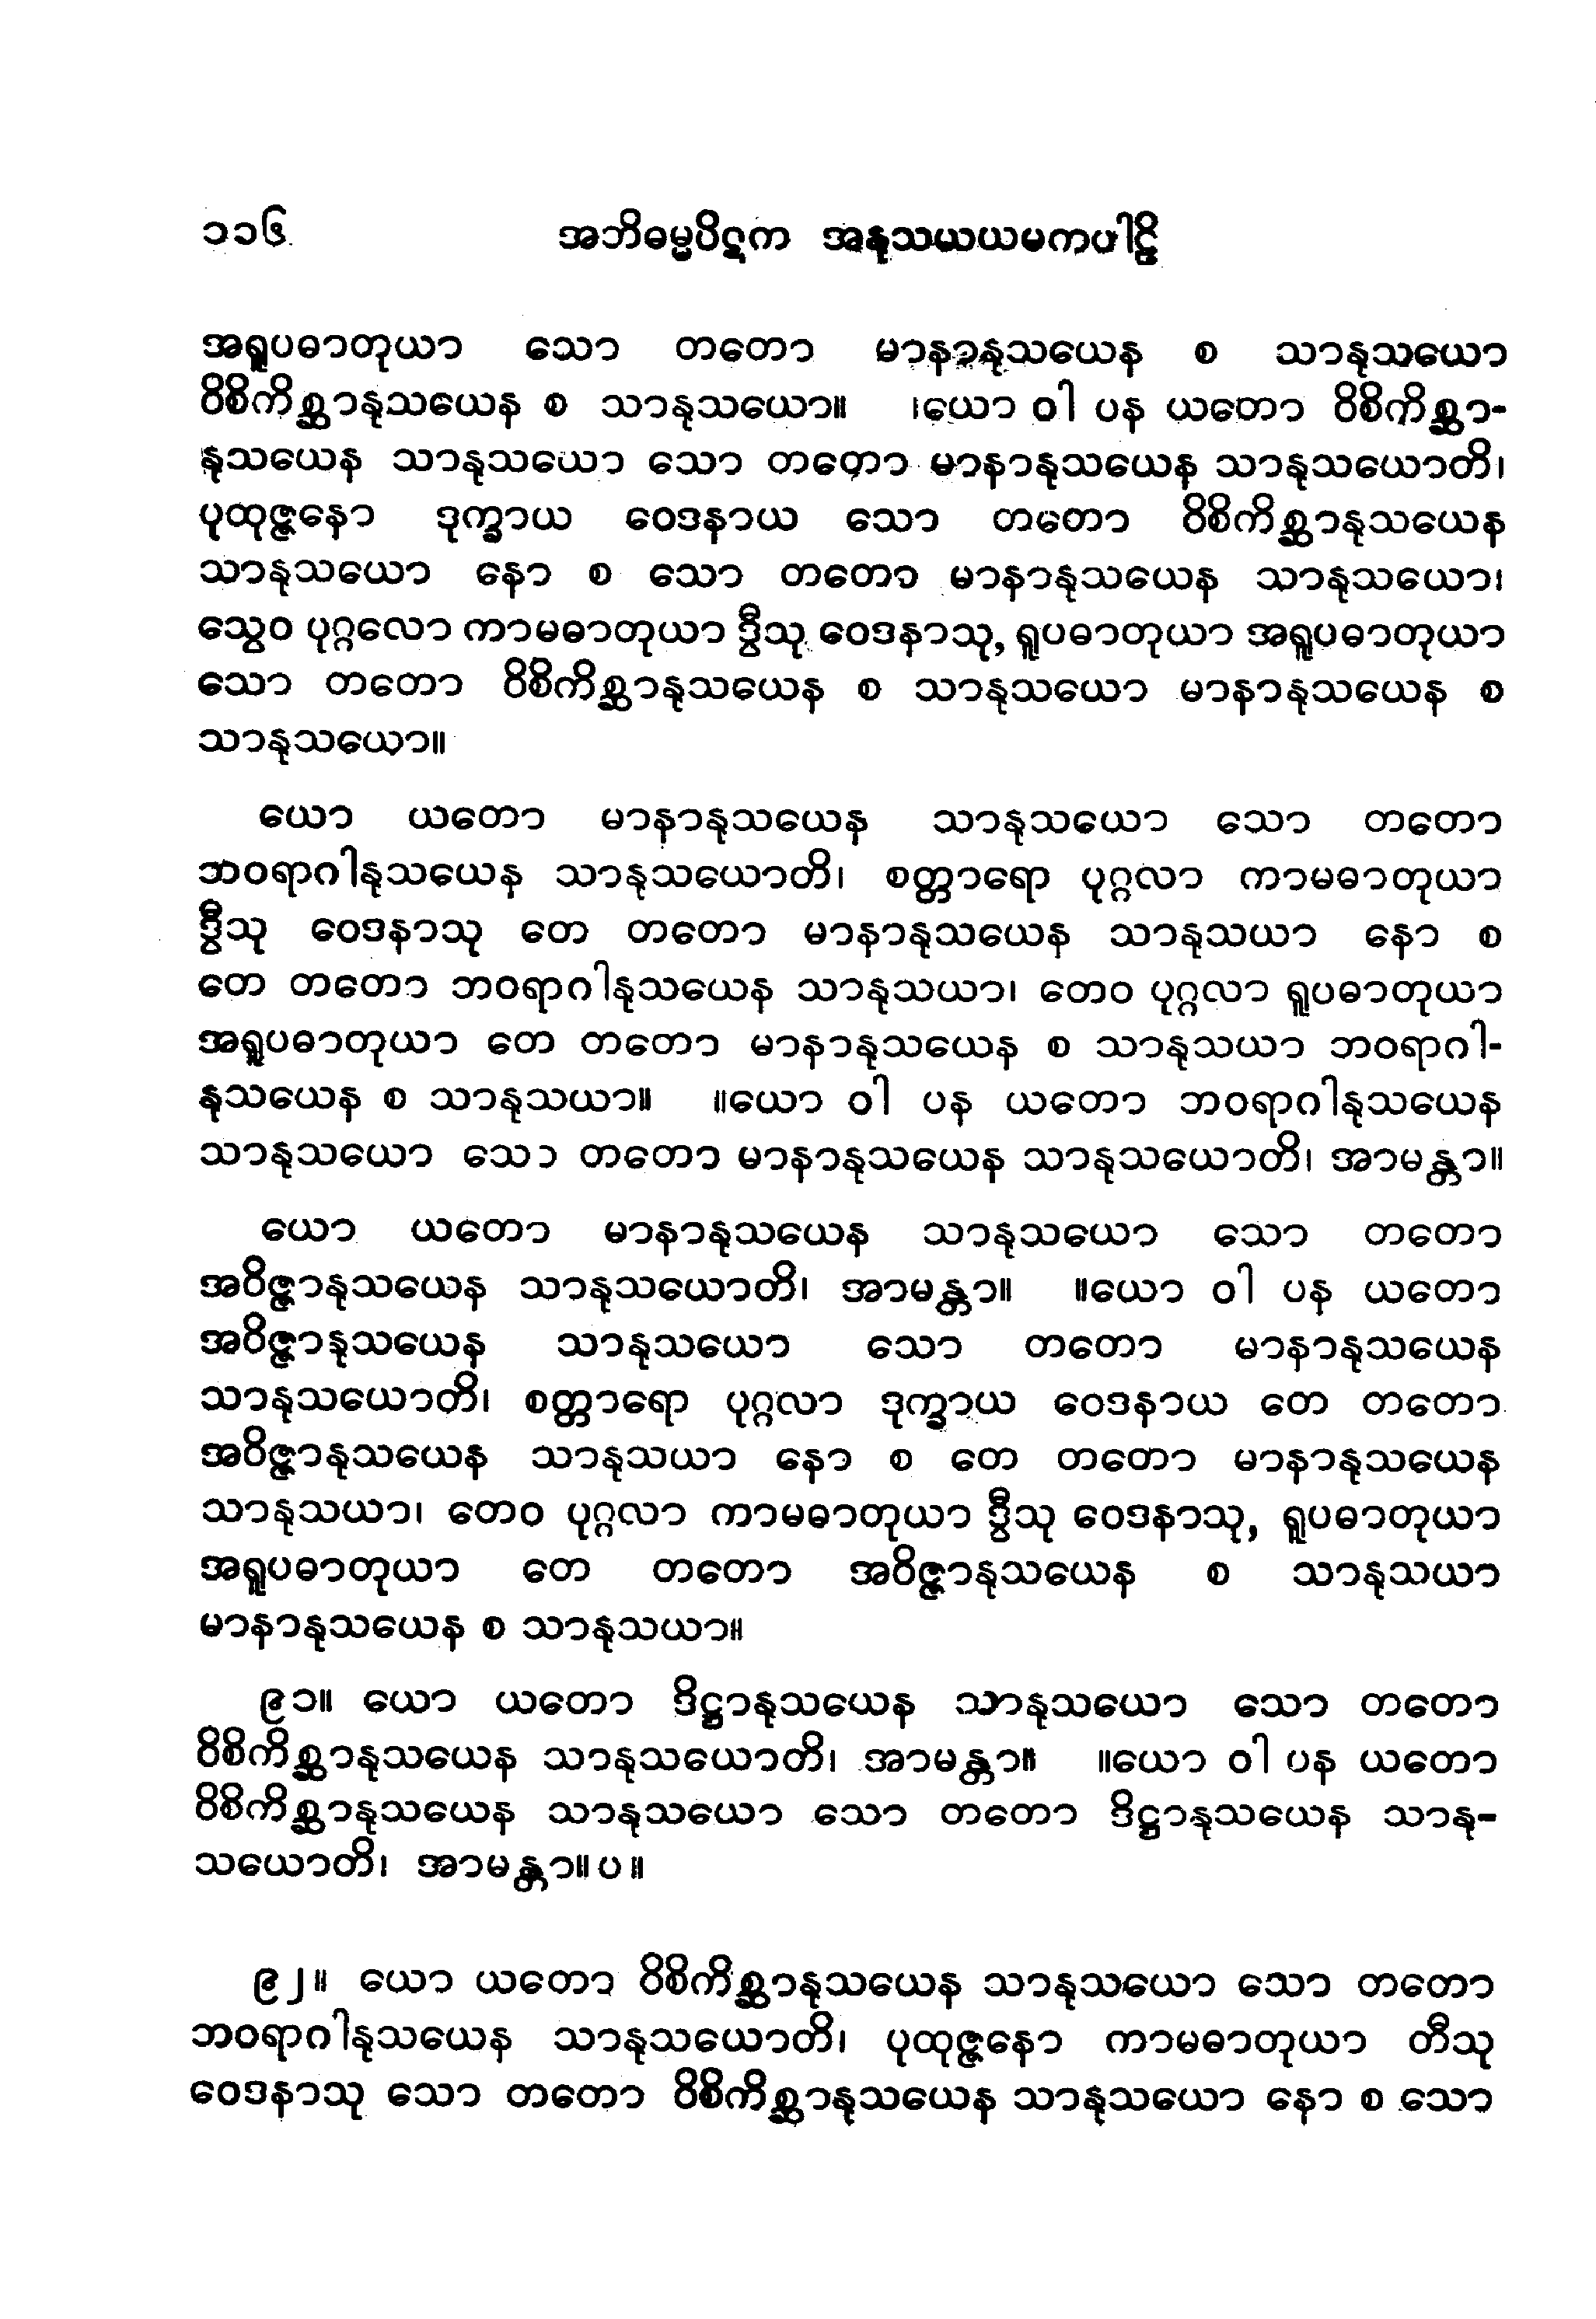 ၁၁၆ အဘိဓမ္မပိဋက အနုသယယမကပါဠိ
အရူပဓာတုယာ သော တတော မာနာနုသယေန စ သာနုသယော
ဝိစိကိစ္ဆာနုသယေန စ သာနုသယော။ ၊ယော ဝါ ပန ယတော ဝိစိကိစ္ဆာ-
နုသယေန သာနုသယော သော တတော မာနာနုသယေန သာနုသယောတိ၊
ပုထုဇ္ဇနော ဒုက္ခာယ ဝေဒနာယ သော တတော ဝိစိကိစ္ဆာနုသယေန
သာနုသယော နော စ သော တတော မာနာနုသယေန သာနုသယော၊
သွေဝ ပုဂ္ဂလော ကာမဓာတုယာ ဒွီသု ဝေဒနာသု, ရူပဓာတုယာ အရူပဓာတုယာ
သော တတော ဝိစိကိစ္ဆာနုသယေန စ သာနုသယော မာနာနုသယေန စ
သာနုသယော။
ယော ယတော မာနာနုသယေန သာနုသယော သော တတော
ဘဝရာဂါနုသယေန သာနုသယောတိ၊ စတ္တာရော ပုဂ္ဂလာ ကာမဓာတုယာ
ဒွီသု ဝေဒနာသု တေ တတော မာနာနုသယေန သာနုသယာ နော စ
တေ တတော ဘဝရာဂါနုသယေန သာနုသယာ၊ တေဝ ပုဂ္ဂလာ ရူပဓာတုယာ
အရူပဓာတုယာ တေ တတော မာနာနုသယေန စ သာနုသယာ ဘဝရာဂါ-
နုသယေန စ သာနုသယာ။ ။ယော ဝါ ပန ယတော ဘဝရာဂါနုသယေန
သာနုသယော သော တတော မာနာနုသယေန သာနုသယောတိ၊ အာမန္တာ။
ယော ယတော မာနာနုသယေန သာနုသယော သော တတော
အဝိဇ္ဇာနုသယေန သာနုသယောတိ၊ အာမန္တာ။ ။ယော ဝါ ပန ယတော
အဝိဇ္ဇာနုသယေန သာနုသယော သော တတော မာနာနုသယေန
သာနုသယောတိ၊ စတ္တာရော ပုဂ္ဂလာ ဒုက္ခာယ ဝေဒနာယ တေ တတော
အဝိဇ္ဇာနုသယေန သာနုသယာ နော စ တေ တတော မာနာနုသယေန
သာနုသယာ၊ တေဝ ပုဂ္ဂလာ ကာမဓာတုယာ ဒွီသု ဝေဒနာသု, ရူပဓာတုယာ
အရူပဓာတုယာ တေ တတော အဝိဇ္ဇာနုသယေန စ သာနုသယာ
မာနာနုသယေန စ သာနုသယာ။
၉၁။ ယော ယတော ဒိဋ္ဌာနုသယေန သာနုသယော သော တတော
ဝိစိကိစ္ဆာနုသယေန သာနုသယောတိ၊ အာမန္တာ။ ။ယော ဝါ ပန ယတော
ဝိစိကိစ္ဆာနုသယေန သာနုသယော သော တတော ဒိဋ္ဌာနုသယေန သာနု-
သယောတိ၊ အာမန္တာ။ပ။
၉၂။ ယော ယတော ဝိစိကိစ္ဆာနုသယေန သာနုသယော သော တတော
ဘဝရာဂါနုသယေန သာနုသယောတိ၊ ပုထုဇ္ဇနော ကာမဓာတုယာ တီသု
ဝေဒနာသု သော တတော ဝိစိကိစ္ဆာနုသယေန သာနုသယော နော စ သော